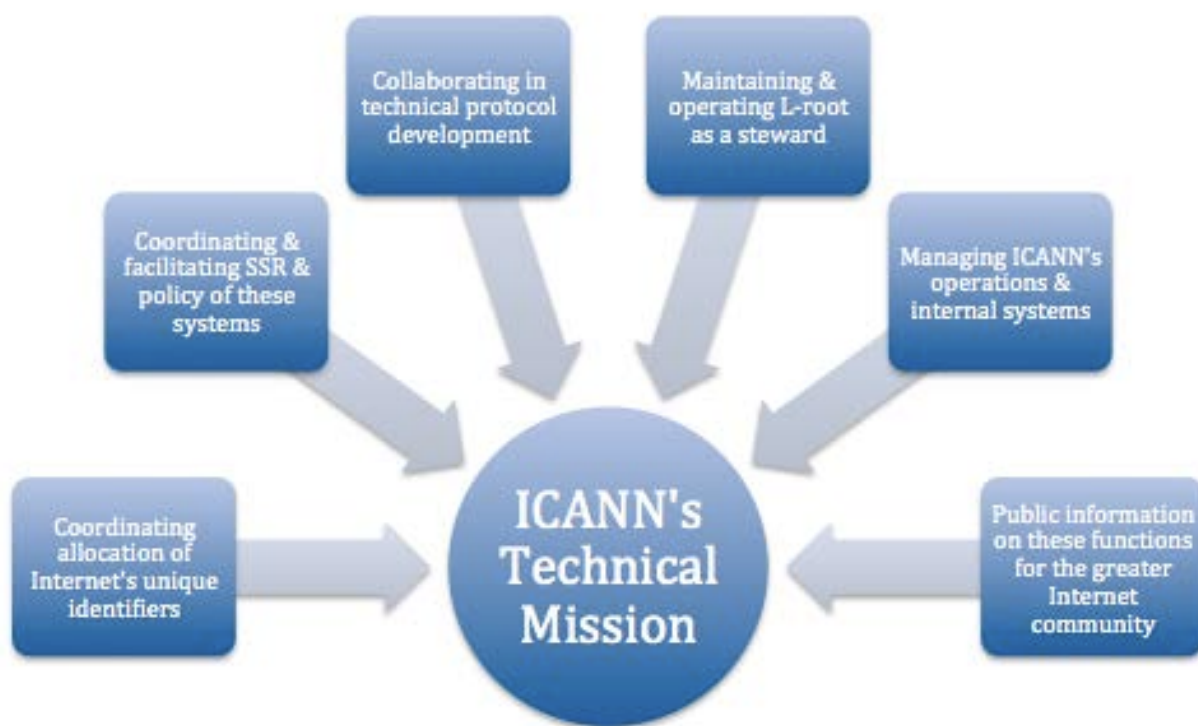 Collaborating in
technical protocol
development
Maintaining &
operating L-root
as a steward
Coordinating &
facilitating SSR &
policy of these
systems
Managing ICANN's
operations &
internal systems
Coordinating
allocation of
Internet's unique
identifiers
ICANN's
Technical
Mission
Public information
on these functions
for the greater
Internet
community